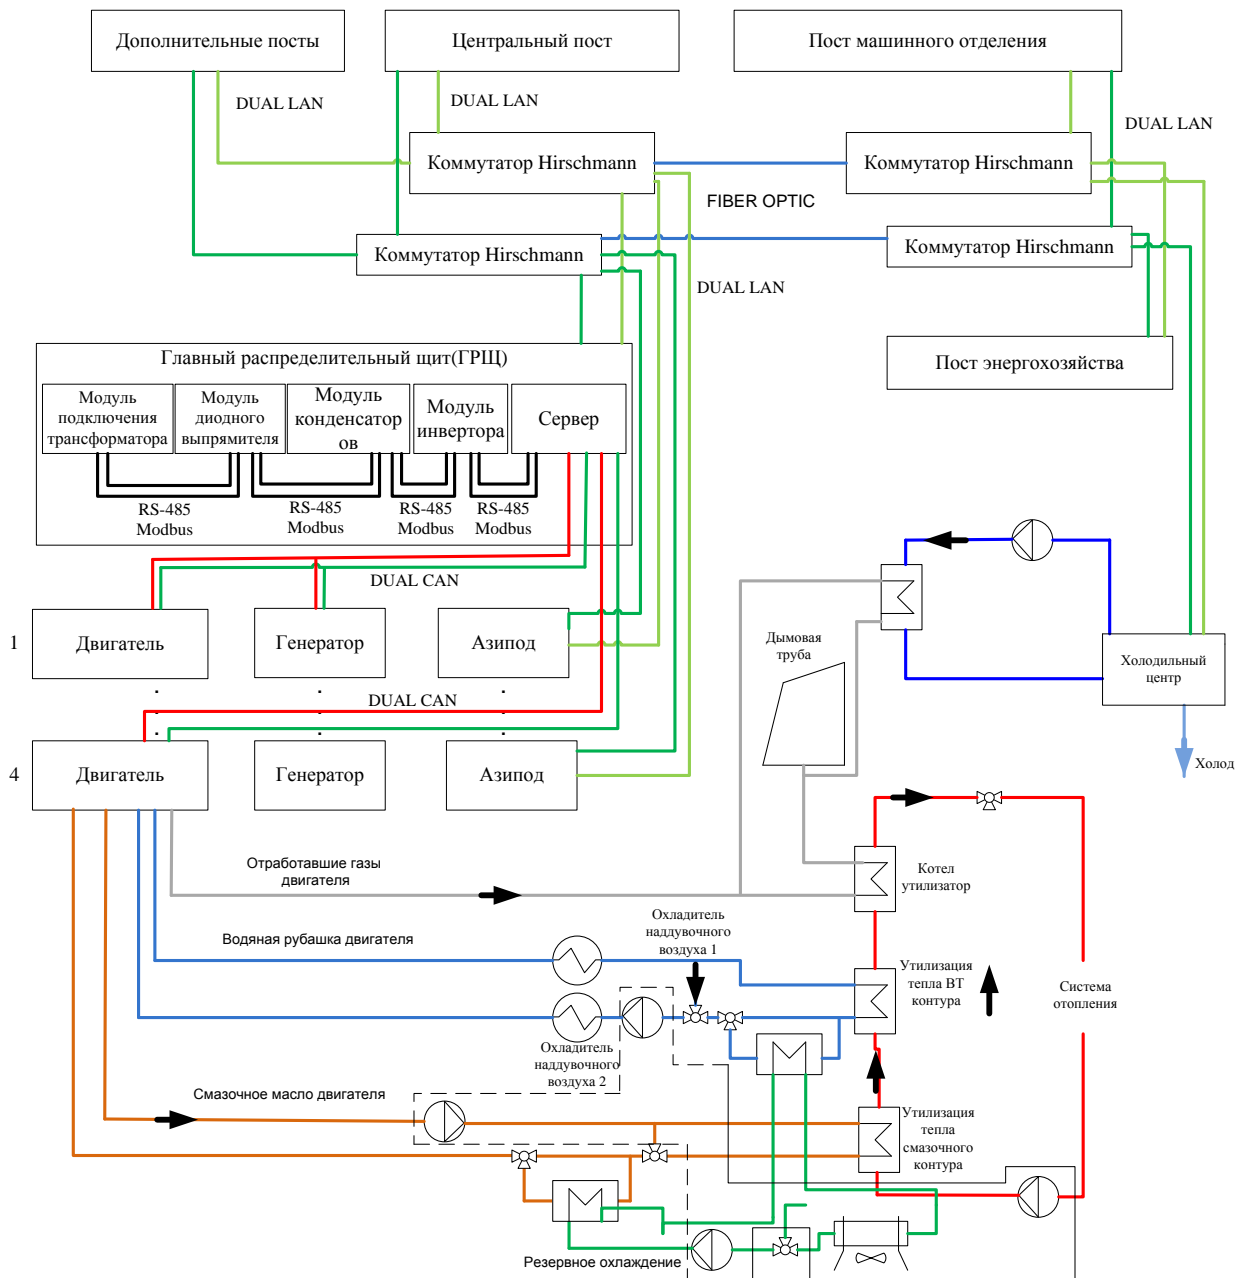 Дополнительные посты
Центральный пост
Пост машинного отделения
DUAL LAN
DUAL LAN
DUAL LAN
Коммутатор Hirschmann
Коммутатор Hirschmann
FIBER OPTIC
Коммутатор Hirschmann
Коммутатор Hirschmann
DUAL LAN
Главный распределительный щит(ГРЩ)
Пост энергохозяйства
Модуль
подключения
трансформатора
Модуль
диодного
выпрямителя
Модуль
конденсатор
ов
Модуль
инвертора
Сервер
RS-485
Modbus
RS-485
Modbus
RS-485
Modbus
RS-485
Modbus
DUAL CAN
1
Двигатель
Генератор
Азипод
Дымовая
труба
Холодильный
центр
DUAL CAN
4
Двигатель
Генератор
Азипод
Холод
Отработавшие газы
двигателя
Котел
утилизатор
Охладитель
наддувочного
воздуха 1
Водяная рубашка двигателя
Утилизация
тепла ВТ
контура
Система
отопления
Охладитель
наддувочного
воздуха 2
Смазочное масло двигателя
Утилизация
тепла
смазочного
контура
Резервное охлаждение